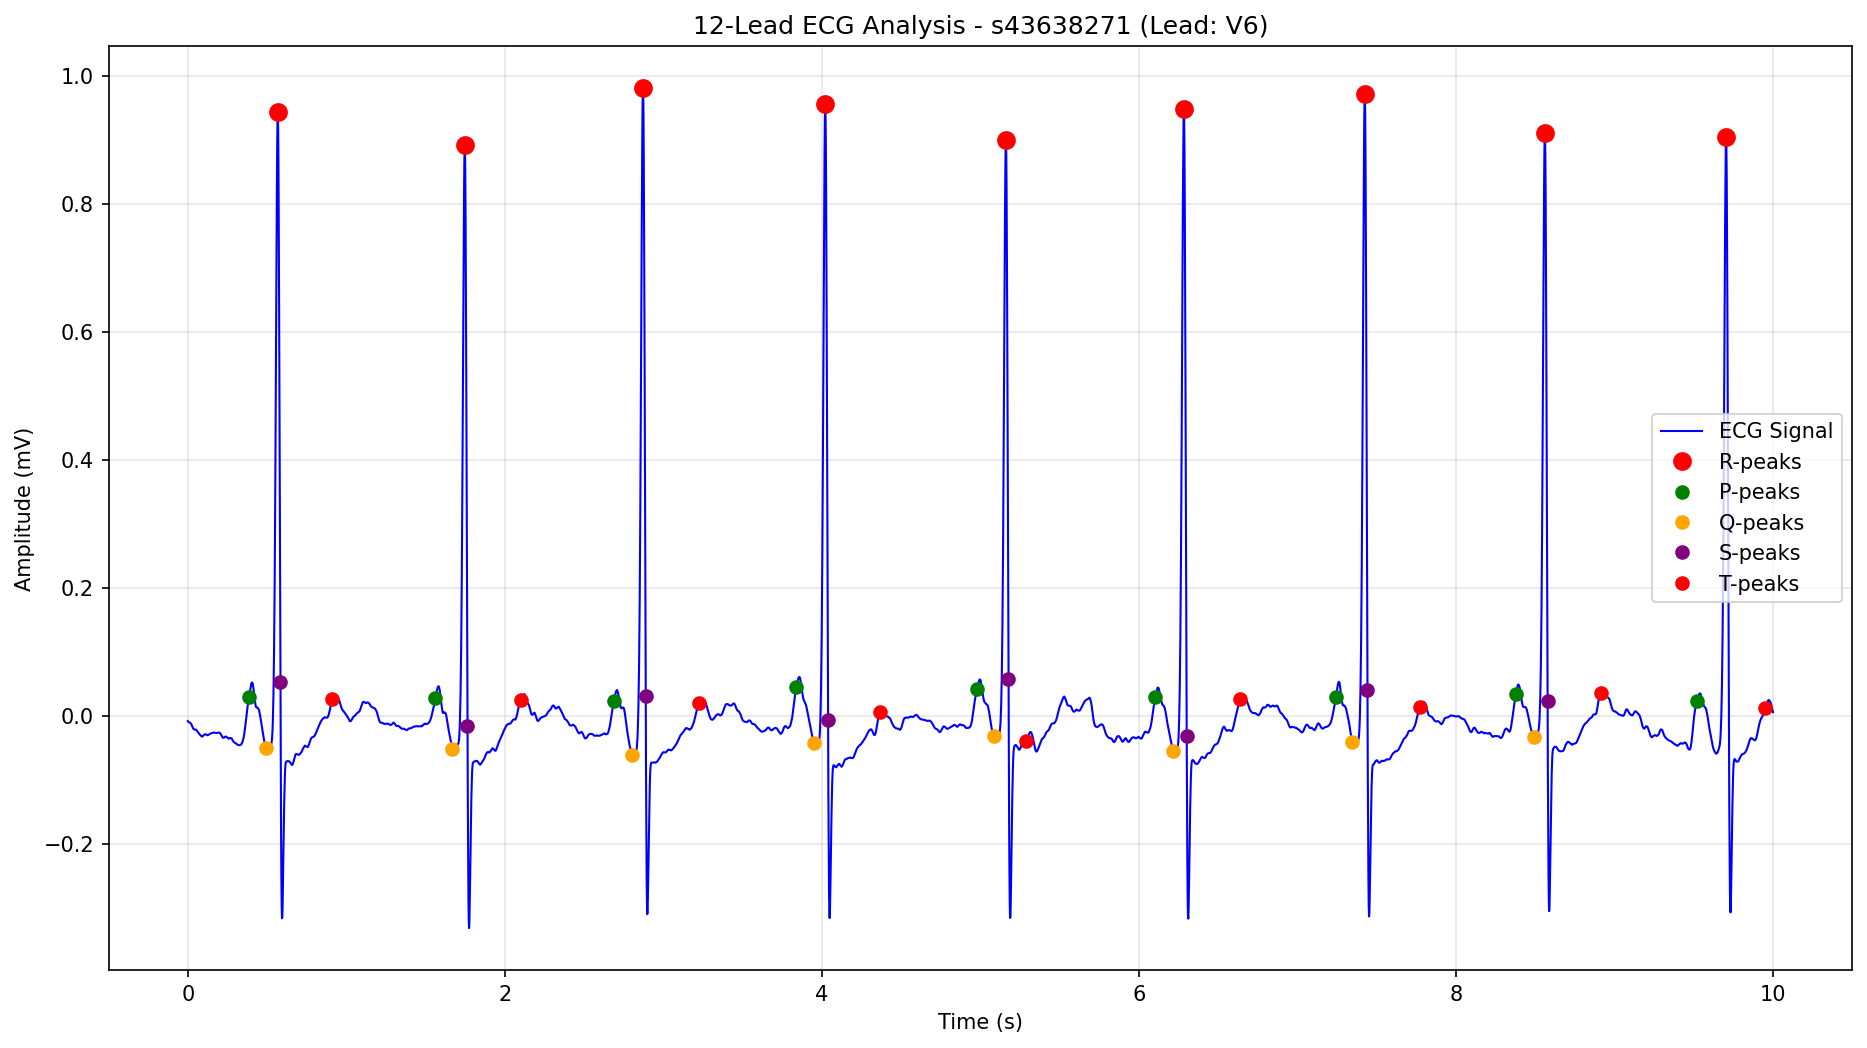 12-Lead ECG Analysis - s43638271 (Lead: V6)
1.0
0.8
0.6
0.4
0.2
0.0
−0.2
Amplitude (mV)
ECG Signal
R-peaks
P-peaks
Q-peaks
S-peaks
T-peaks
0 2 4 6 8 10
Time (s)